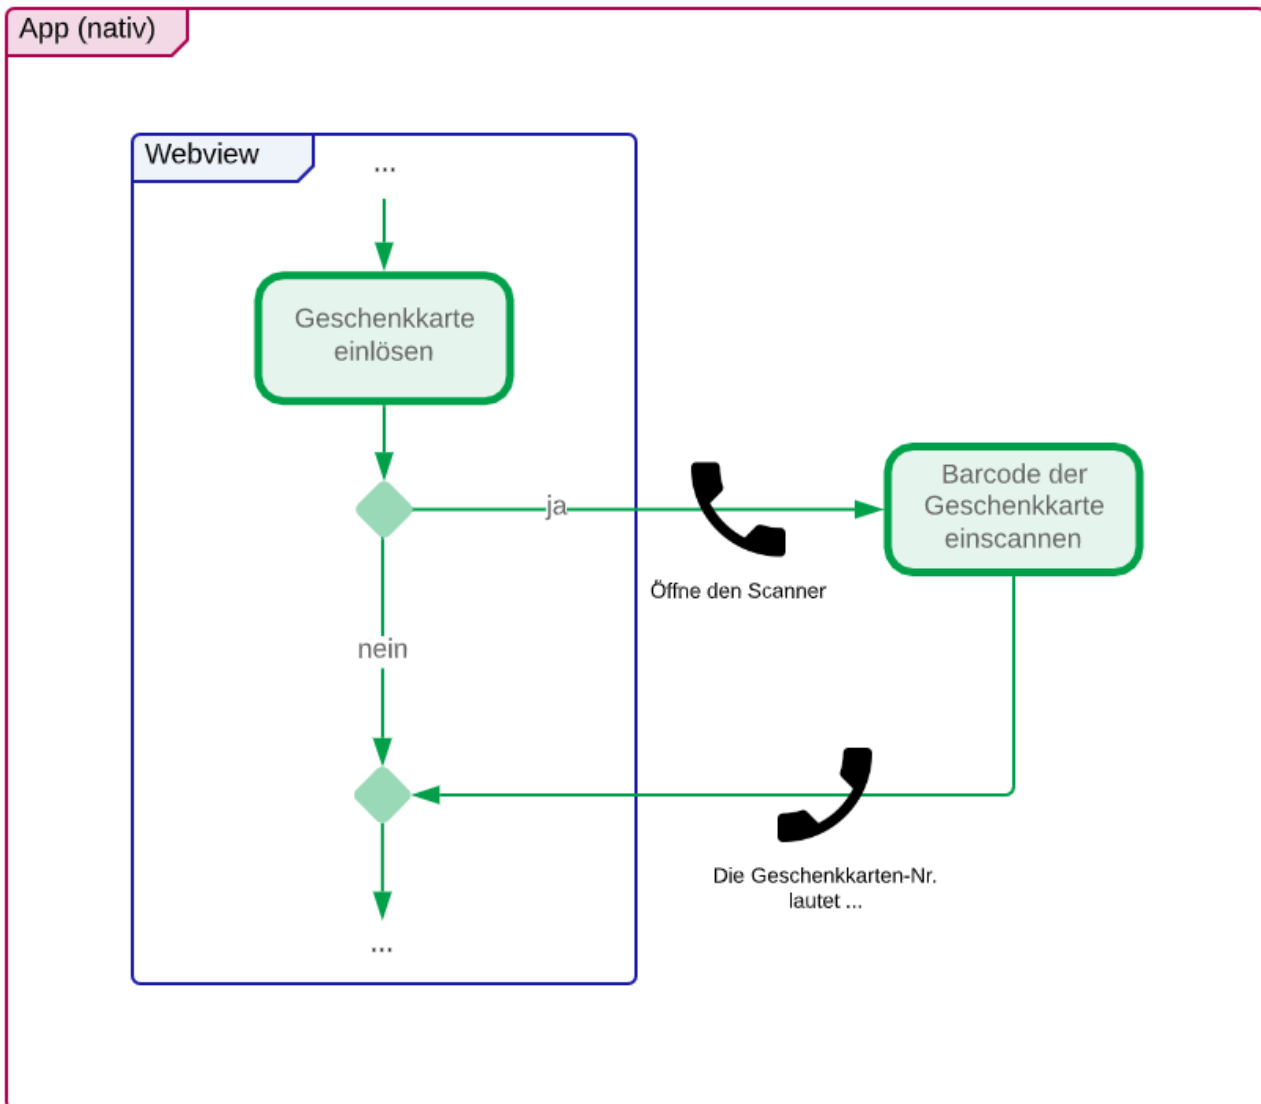 App (nativ)
Webview
...
Geschenkkarte
einlösen
ja
Barcode der
Geschenkkarte
einscannen
Öffne den Scanner
nein
Die Geschenkkarten-Nr.
lautet ...
...